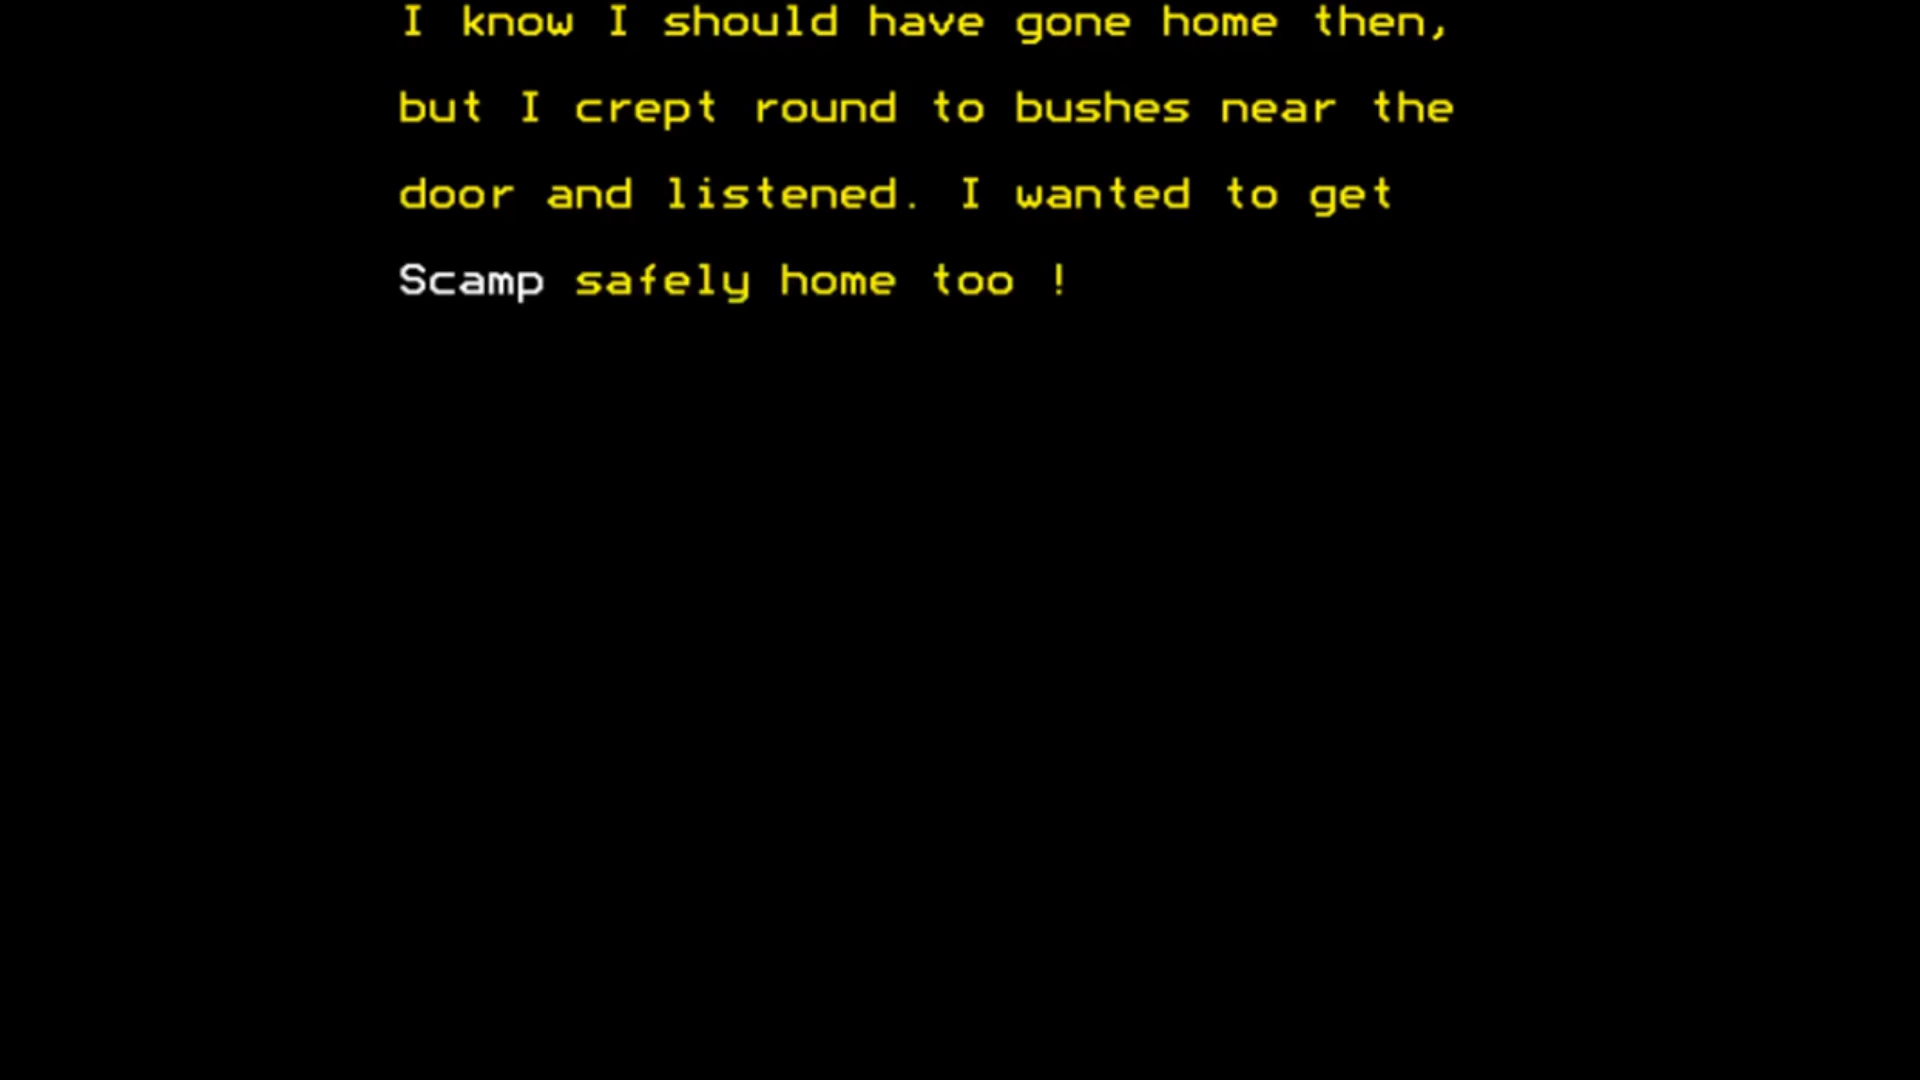 I know I should have gone home then,
but I crept round to bushes near the
door and listened. I wanted to get
Scamp safely home too !